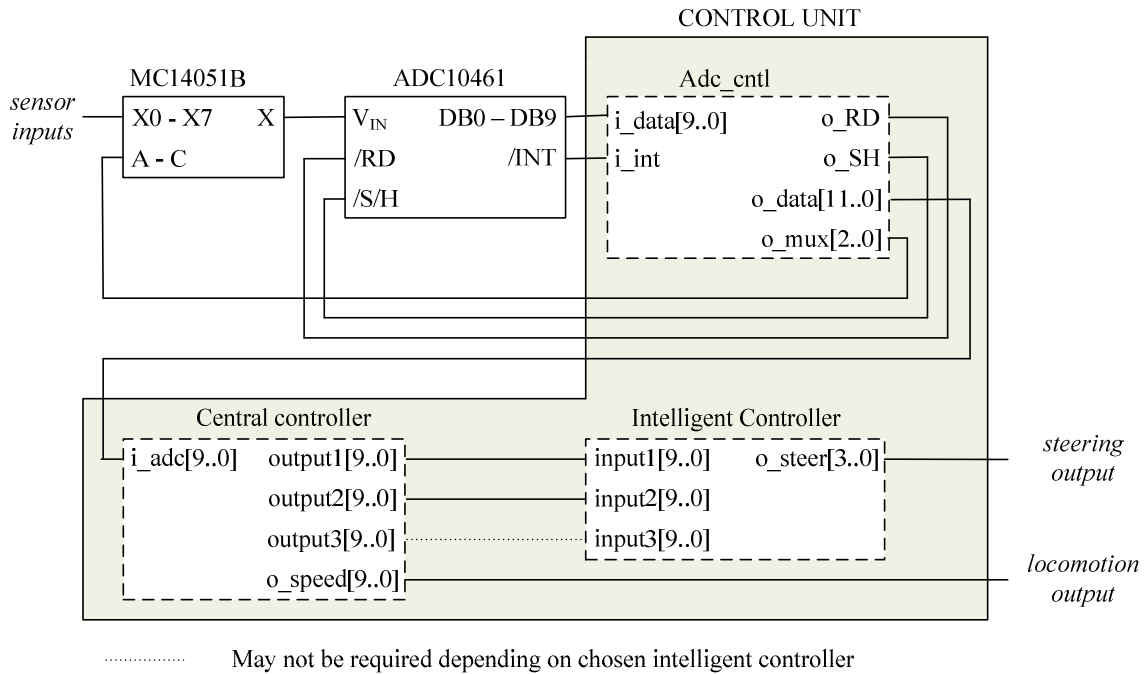 CONTROL UNIT
MC14051B
ADC10461
Adc_cntl
sensor
inputs
X0 - X7 X
A - C
V_IN DB0 – DB9
/RD /INT
/S/H
i_data[9..0] o_RD
i_int o_SH
o_data[11..0]
o_mux[2..0]
Central controller
Intelligent Controller
i_adc[9..0] output1[9..0]
output2[9..0]
output3[9..0]
o_speed[9..0]
input1[9..0] o_steer[3..0]
input2[9..0]
input3[9..0]
steering
output
locomotion
output
May not be required depending on chosen intelligent controller